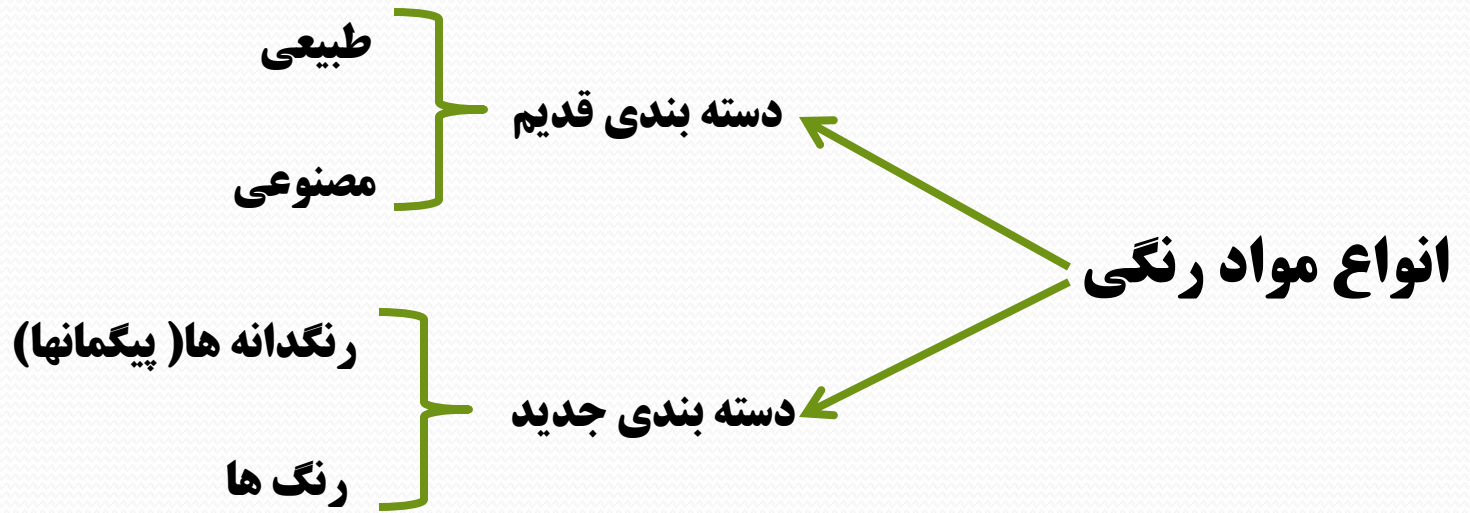 انواع مواد رنگی
دسته بندی قدیم
طبیعی
مصنوعی
دسته بندی جدید
رنگدانه ها( پیگمانها)
رنگ ها